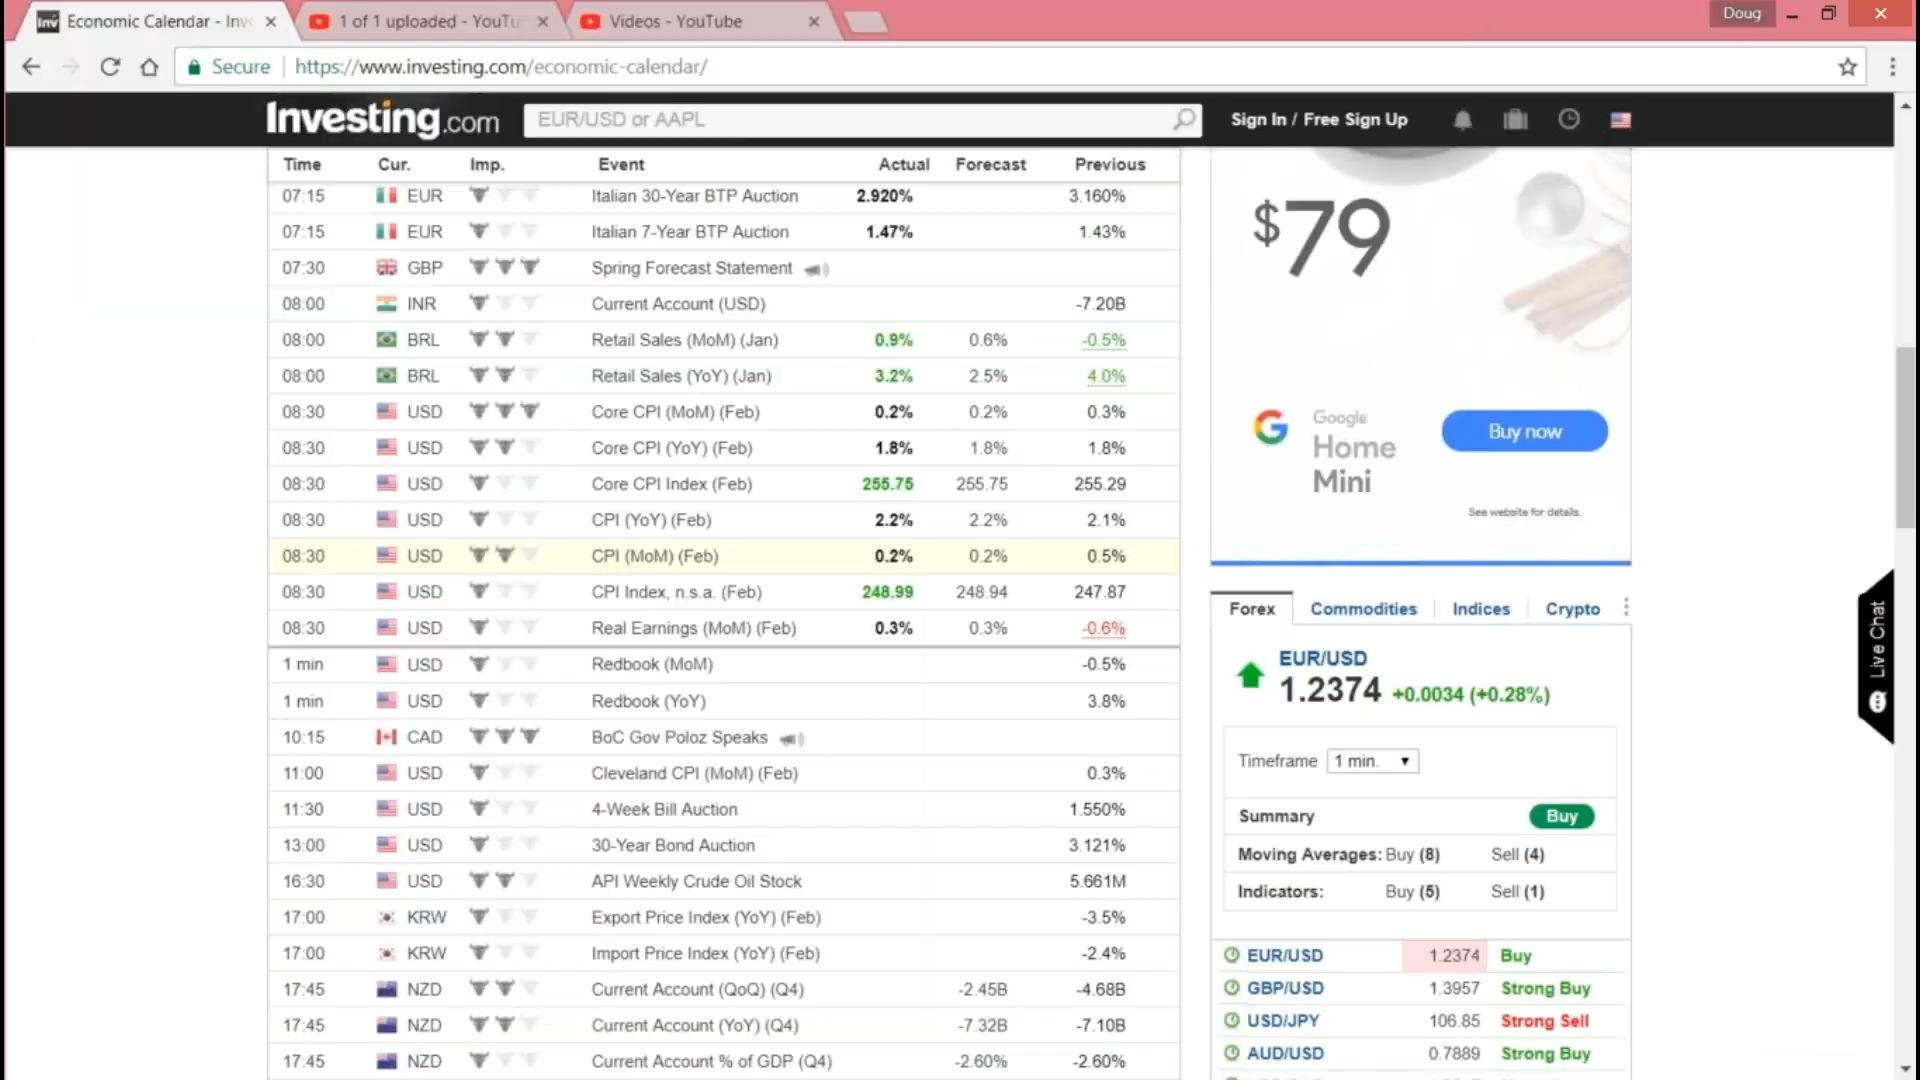 Economic Calendar - Inv
1 of 1 uploaded - YouTu
Videos - YouTube
Doug
Secure
https://www.investing.com/economic-calendar/
Investing.com
EUR/USD or AAPL
Sign In / Free Sign Up
Time Cur. Imp. Event Actual Forecast Previous
07:15 EUR Italian 30-Year BTP Auction 2.920% 3.160%
07:15 EUR Italian 7-Year BTP Auction 1.47% 1.43%
07:30 GBP Spring Forecast Statement
08:00 INR Current Account (USD) -7.20B
08:00 BRL Retail Sales (MoM) (Jan) 0.9% 0.6% -0.5%
08:00 BRL Retail Sales (YoY) (Jan) 3.2% 2.5% 4.0%
08:30 USD Core CPI (MoM) (Feb) 0.2% 0.2% 0.3%
08:30 USD Core CPI (YoY) (Feb) 1.8% 1.8% 1.8%
08:30 USD Core CPI Index (Feb) 255.75 255.75 255.29
08:30 USD CPI (YoY) (Feb) 2.2% 2.2% 2.1%
08:30 USD CPI (MoM) (Feb) 0.2% 0.2% 0.5%
08:30 USD CPI Index, n.s.a. (Feb) 248.99 248.94 247.87
08:30 USD Real Earnings (MoM) (Feb) 0.3% 0.3% -0.6%
1 min USD Redbook (MoM) -0.5%
1 min USD Redbook (YoY) 3.8%
10:15 CAD BoC Gov Poloz Speaks
11:00 USD Cleveland CPI (MoM) (Feb) 0.3%
11:30 USD 4-Week Bill Auction 1.550%
13:00 USD 30-Year Bond Auction 3.121%
16:30 USD API Weekly Crude Oil Stock 5.661M
17:00 KRW Export Price Index (YoY) (Feb) -3.5%
17:00 KRW Import Price Index (YoY) (Feb) -2.4%
17:45 NZD Current Account (QoQ) (Q4) -2.45B -4.68B
17:45 NZD Current Account (YoY) (Q4) -7.32B -7.10B
17:45 NZD Current Account % of GDP (Q4) -2.60% -2.60%
$79
G
Google
Home
Mini
Buy now
See website for details.
Forex Commodities Indices Crypto
EUR/USD
1.2374 +0.0034 (+0.28%)
Timeframe 1 min.
Summary Buy
Moving Averages: Buy (8) Sell (4)
Indicators: Buy (5) Sell (1)
EUR/USD 1.2374 Buy
GBP/USD 1.3957 Strong Buy
USD/JPY 106.85 Strong Sell
AUD/USD 0.7889 Strong Buy
Live Chat